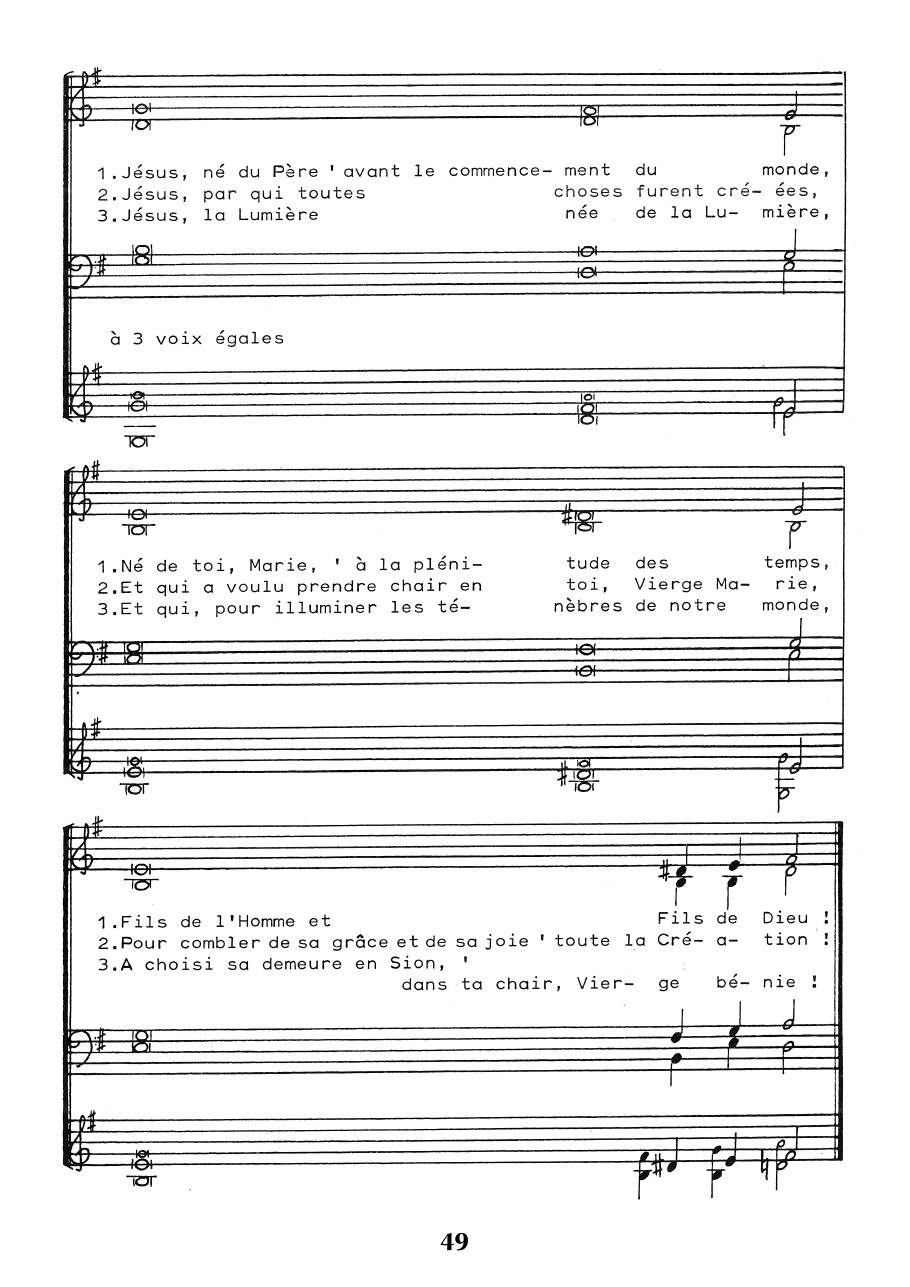 1.Jésus, né du Père ' avant le commence- ment du monde,
2.Jésus, par qui toutes choses furent cré- ées,
3.Jésus, la Lumière née de la Lu- mière,
à 3 voix égales
1.Né de toi, Marie, ' à la pléni- tude des temps,
2.Et qui a voulu prendre chair en toi, Vierge Ma- rie,
3.Et qui, pour illuminer les té- nèbres de notre monde,
1.Fils de l'Homme et Fils de Dieu !
2.Pour combler de sa grâce et de sa joie ' toute la Cré- a- tion !
3.A choisi sa demeure en Sion, '
dans ta chair, Vier- ge bé- nie !
49